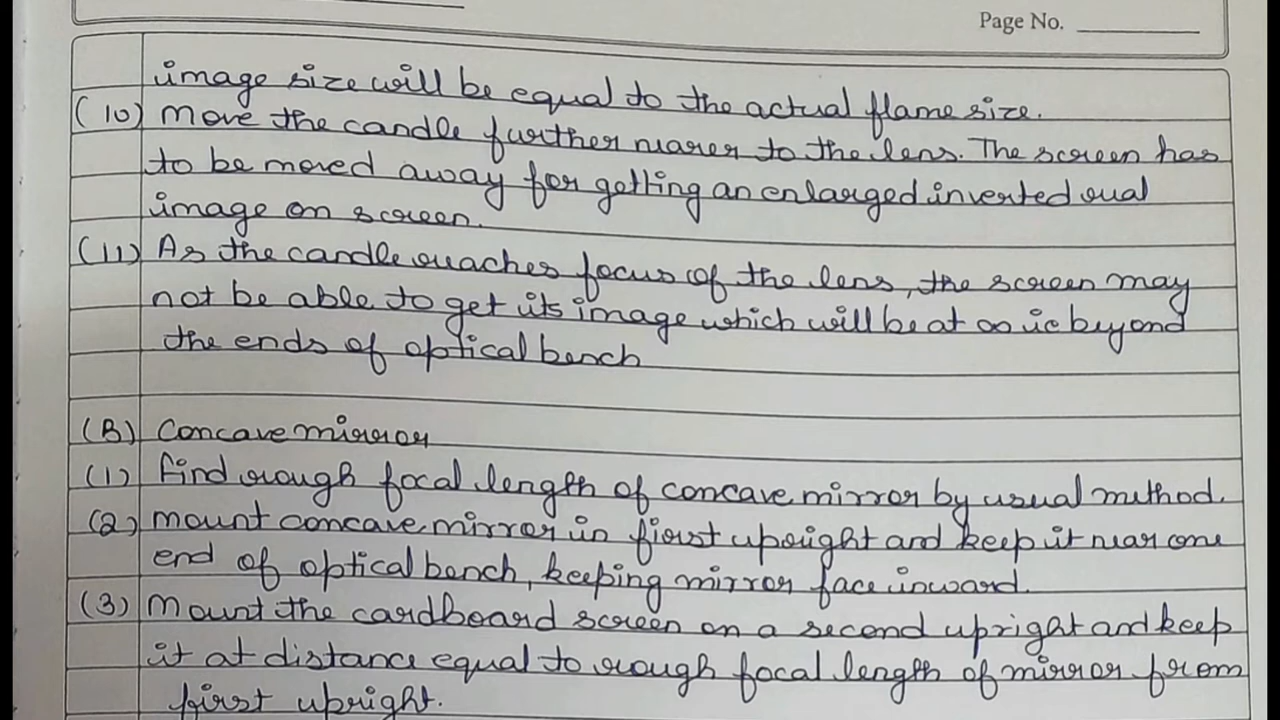 Page No.
image size will be equal to the actual flame size.
(10) Move the candle further nearer to the lens. The screen has
to be moved away for getting an enlarged inverted real
image on screen.
(11) As the candle reaches focus of the lens, the screen may
not be able to get its image which will be at ∞ ie beyond
the ends of optical bench
(B) Concave mirror
(1) Find rough focal length of concave mirror by usual method.
(2) Mount concave mirror in first upright and keep it near one
end of optical bench, keeping mirror face inward.
(3) Mount the cardboard screen on a second upright and keep
it at distance equal to rough focal length of mirror from
first upright.